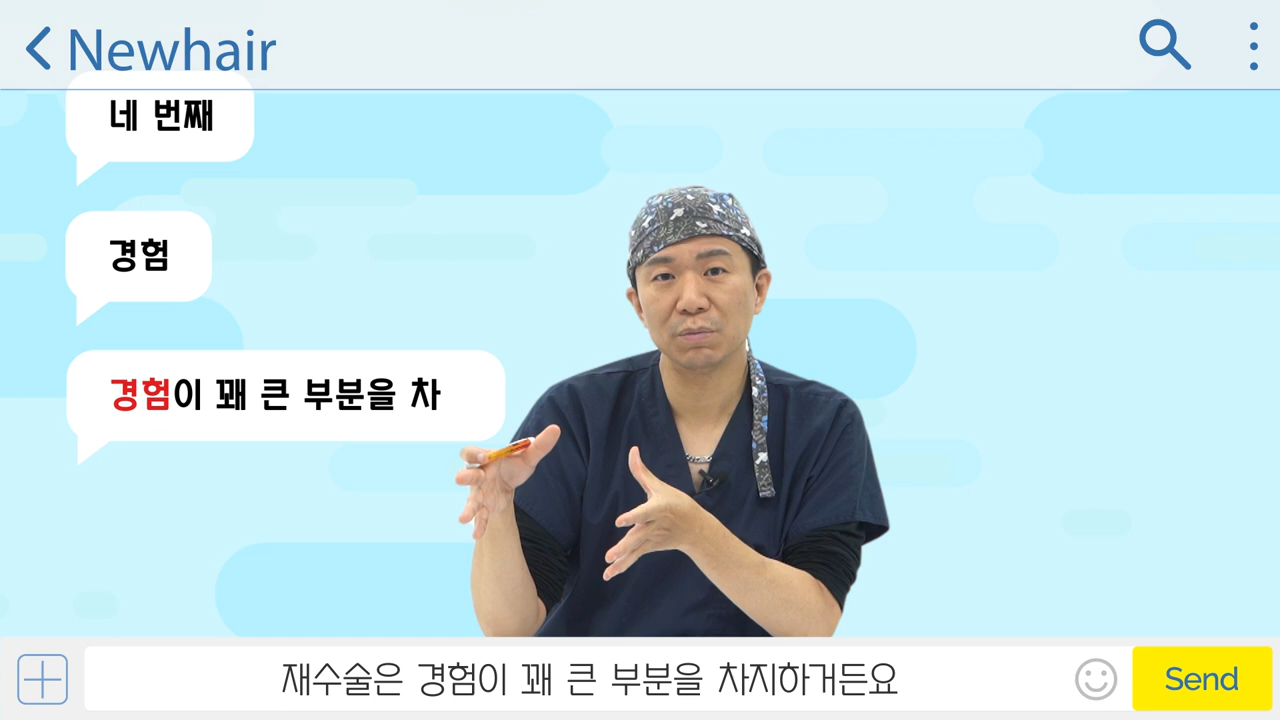 Newhair
네 번째
경험
경험이 꽤 큰 부분을 차
재수술은 경험이 꽤 큰 부분을 차지하거든요
Send